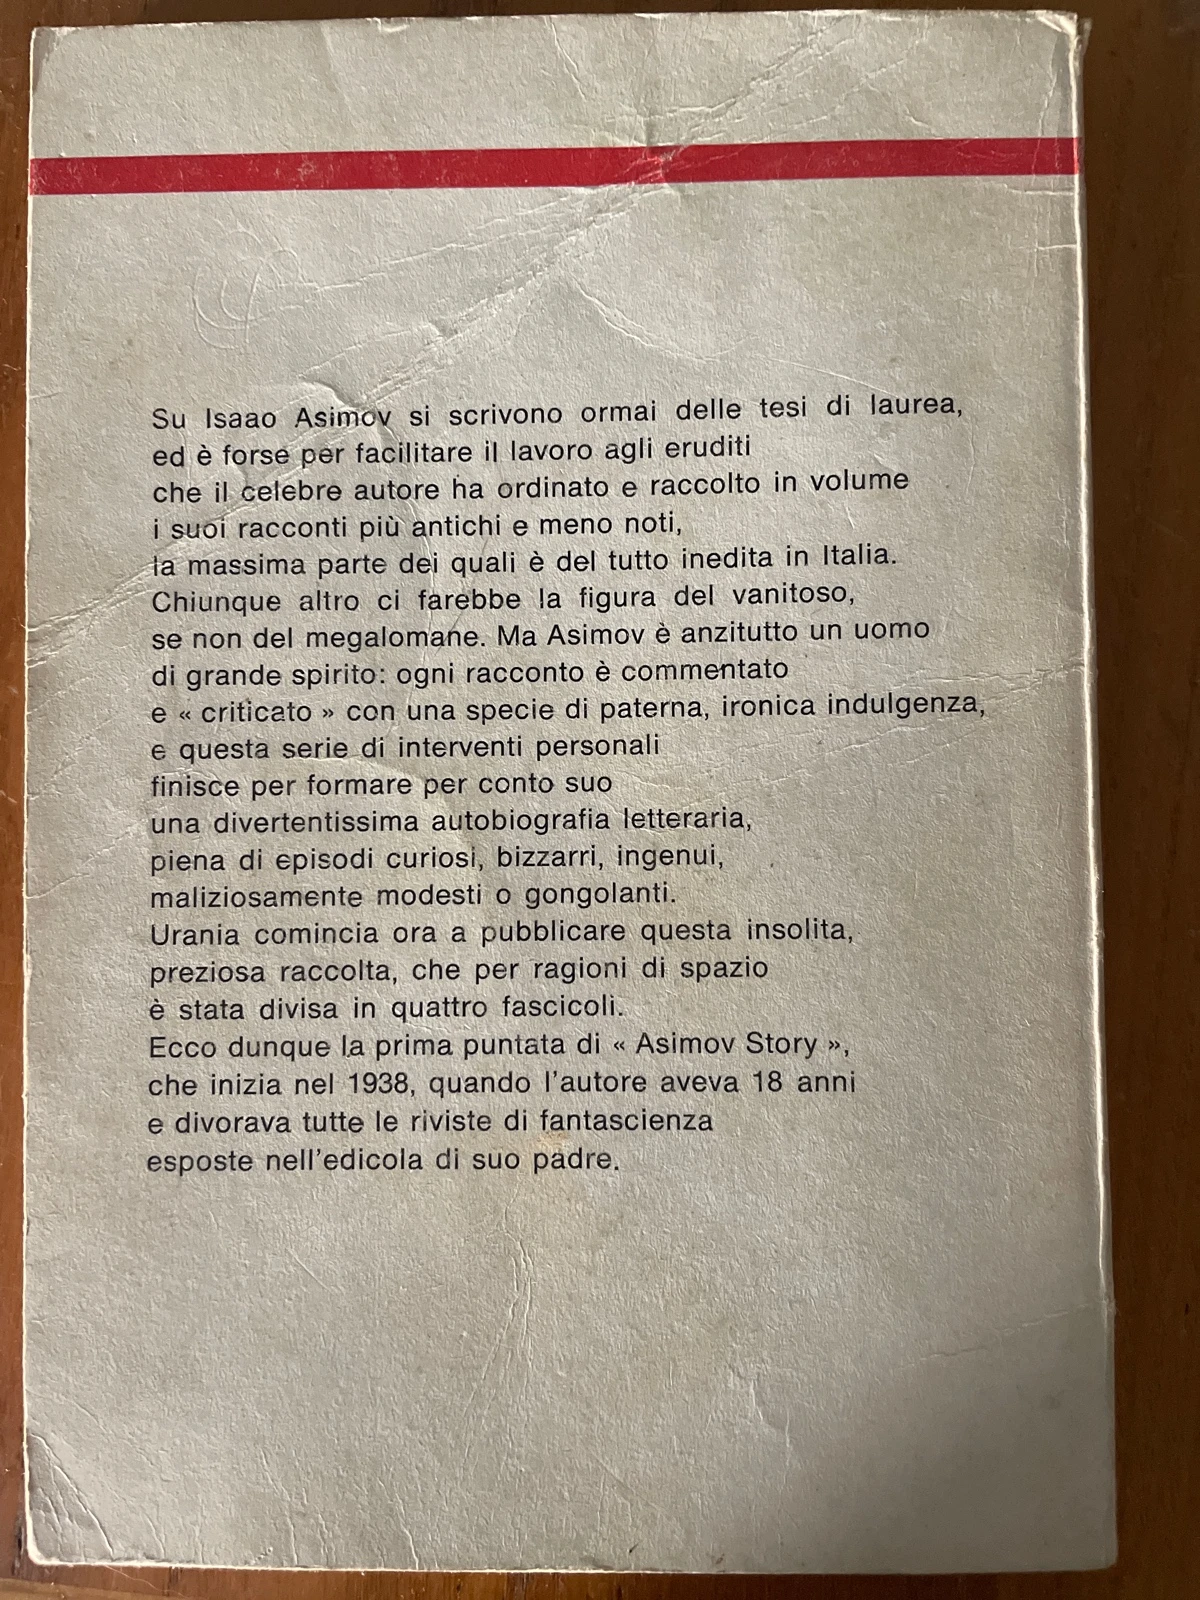 Su Isaao Asimov si scrivono ormai delle tesi di laurea,
ed è forse per facilitare il lavoro agli eruditi
che il celebre autore ha ordinato e raccolto in volume
i suoi racconti più antichi e meno noti,
la massima parte dei quali è del tutto inedita in Italia.
Chiunque altro ci farebbe la figura del vanitoso,
se non del megalomane. Ma Asimov è anzitutto un uomo
di grande spirito: ogni racconto è commentato
e « criticato » con una specie di paterna, ironica indulgenza,
e questa serie di interventi personali
finisce per formare per conto suo
una divertentissima autobiografia letteraria,
piena di episodi curiosi, bizzarri, ingenui,
maliziosamente modesti o gongolanti.
Urania comincia ora a pubblicare questa insolita,
preziosa raccolta, che per ragioni di spazio
è stata divisa in quattro fascicoli.
Ecco dunque la prima puntata di « Asimov Story »,
che inizia nel 1938, quando l'autore aveva 18 anni
e divorava tutte le riviste di fantascienza
esposte nell'edicola di suo padre.